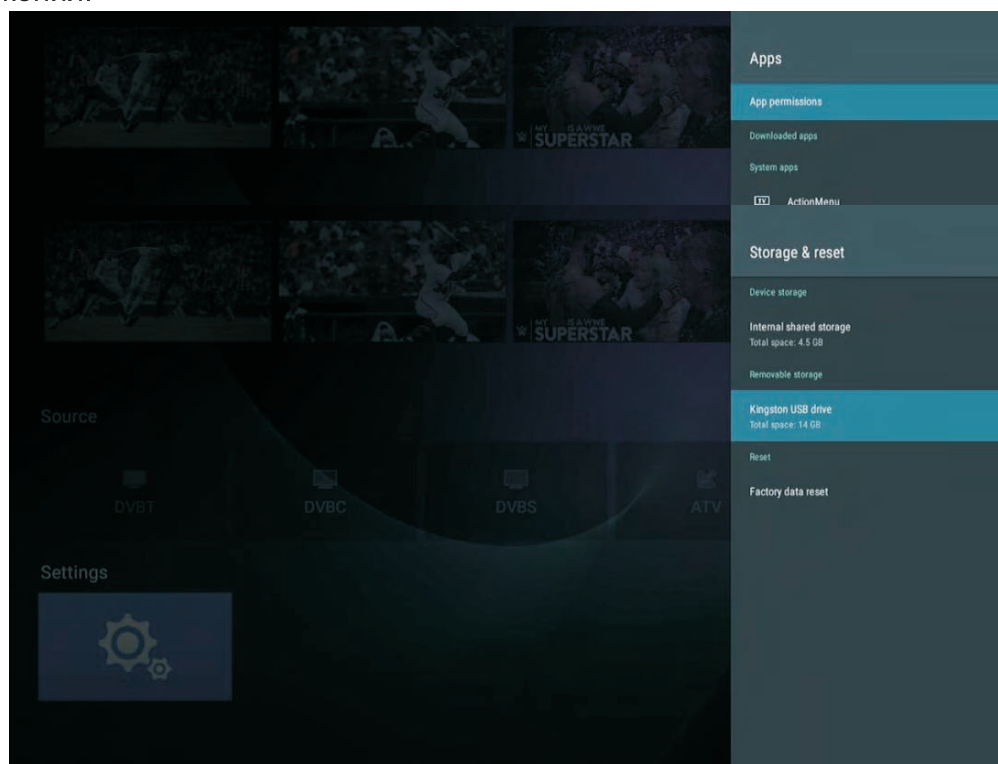 Apps
App permissions
Downloaded apps
System apps
ActionMenu
MY IS A WWE
SUPERSTAR
Storage & reset
Device storage
Internal shared storage
Total space: 4.5 GB
Removable storage
Kingston USB drive
Total space: 14 GB
Reset
Factory data reset
MY IS A WWE
SUPERSTAR
Source
DVBT
DVBC
DVBS
ATV
Settings